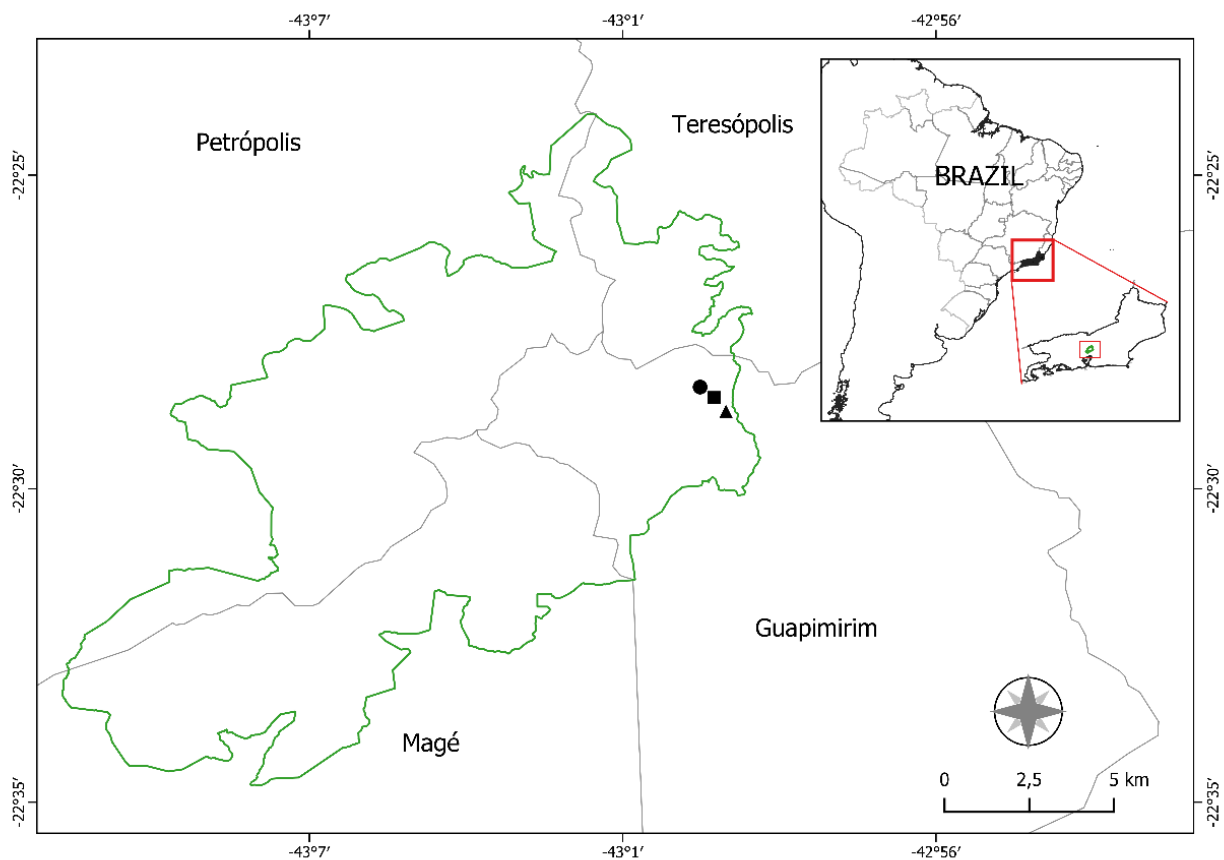 -43°7′ -43°1′ -42°56′
Petrópolis
Teresópolis
BRAZIL
-22°25′ -22°25′
-22°30′ -22°30′
Guapimirim
Magé
0 2,5 5 km
-22°35′ -22°35′
-43°7′ -43°1′ -42°56′